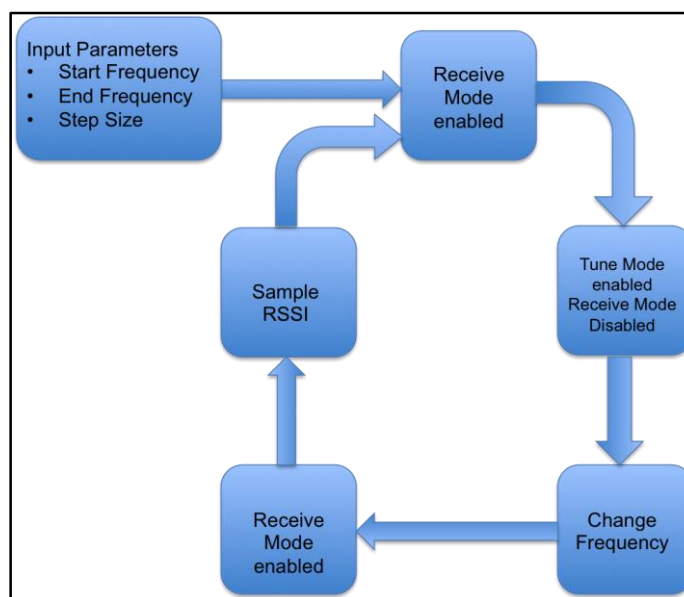 Input Parameters
• Start Frequency
• End Frequency
• Step Size
Receive
Mode
enabled
Tune Mode
enabled
Receive Mode
Disabled
Sample
RSSI
Receive
Mode
enabled
Change
Frequency